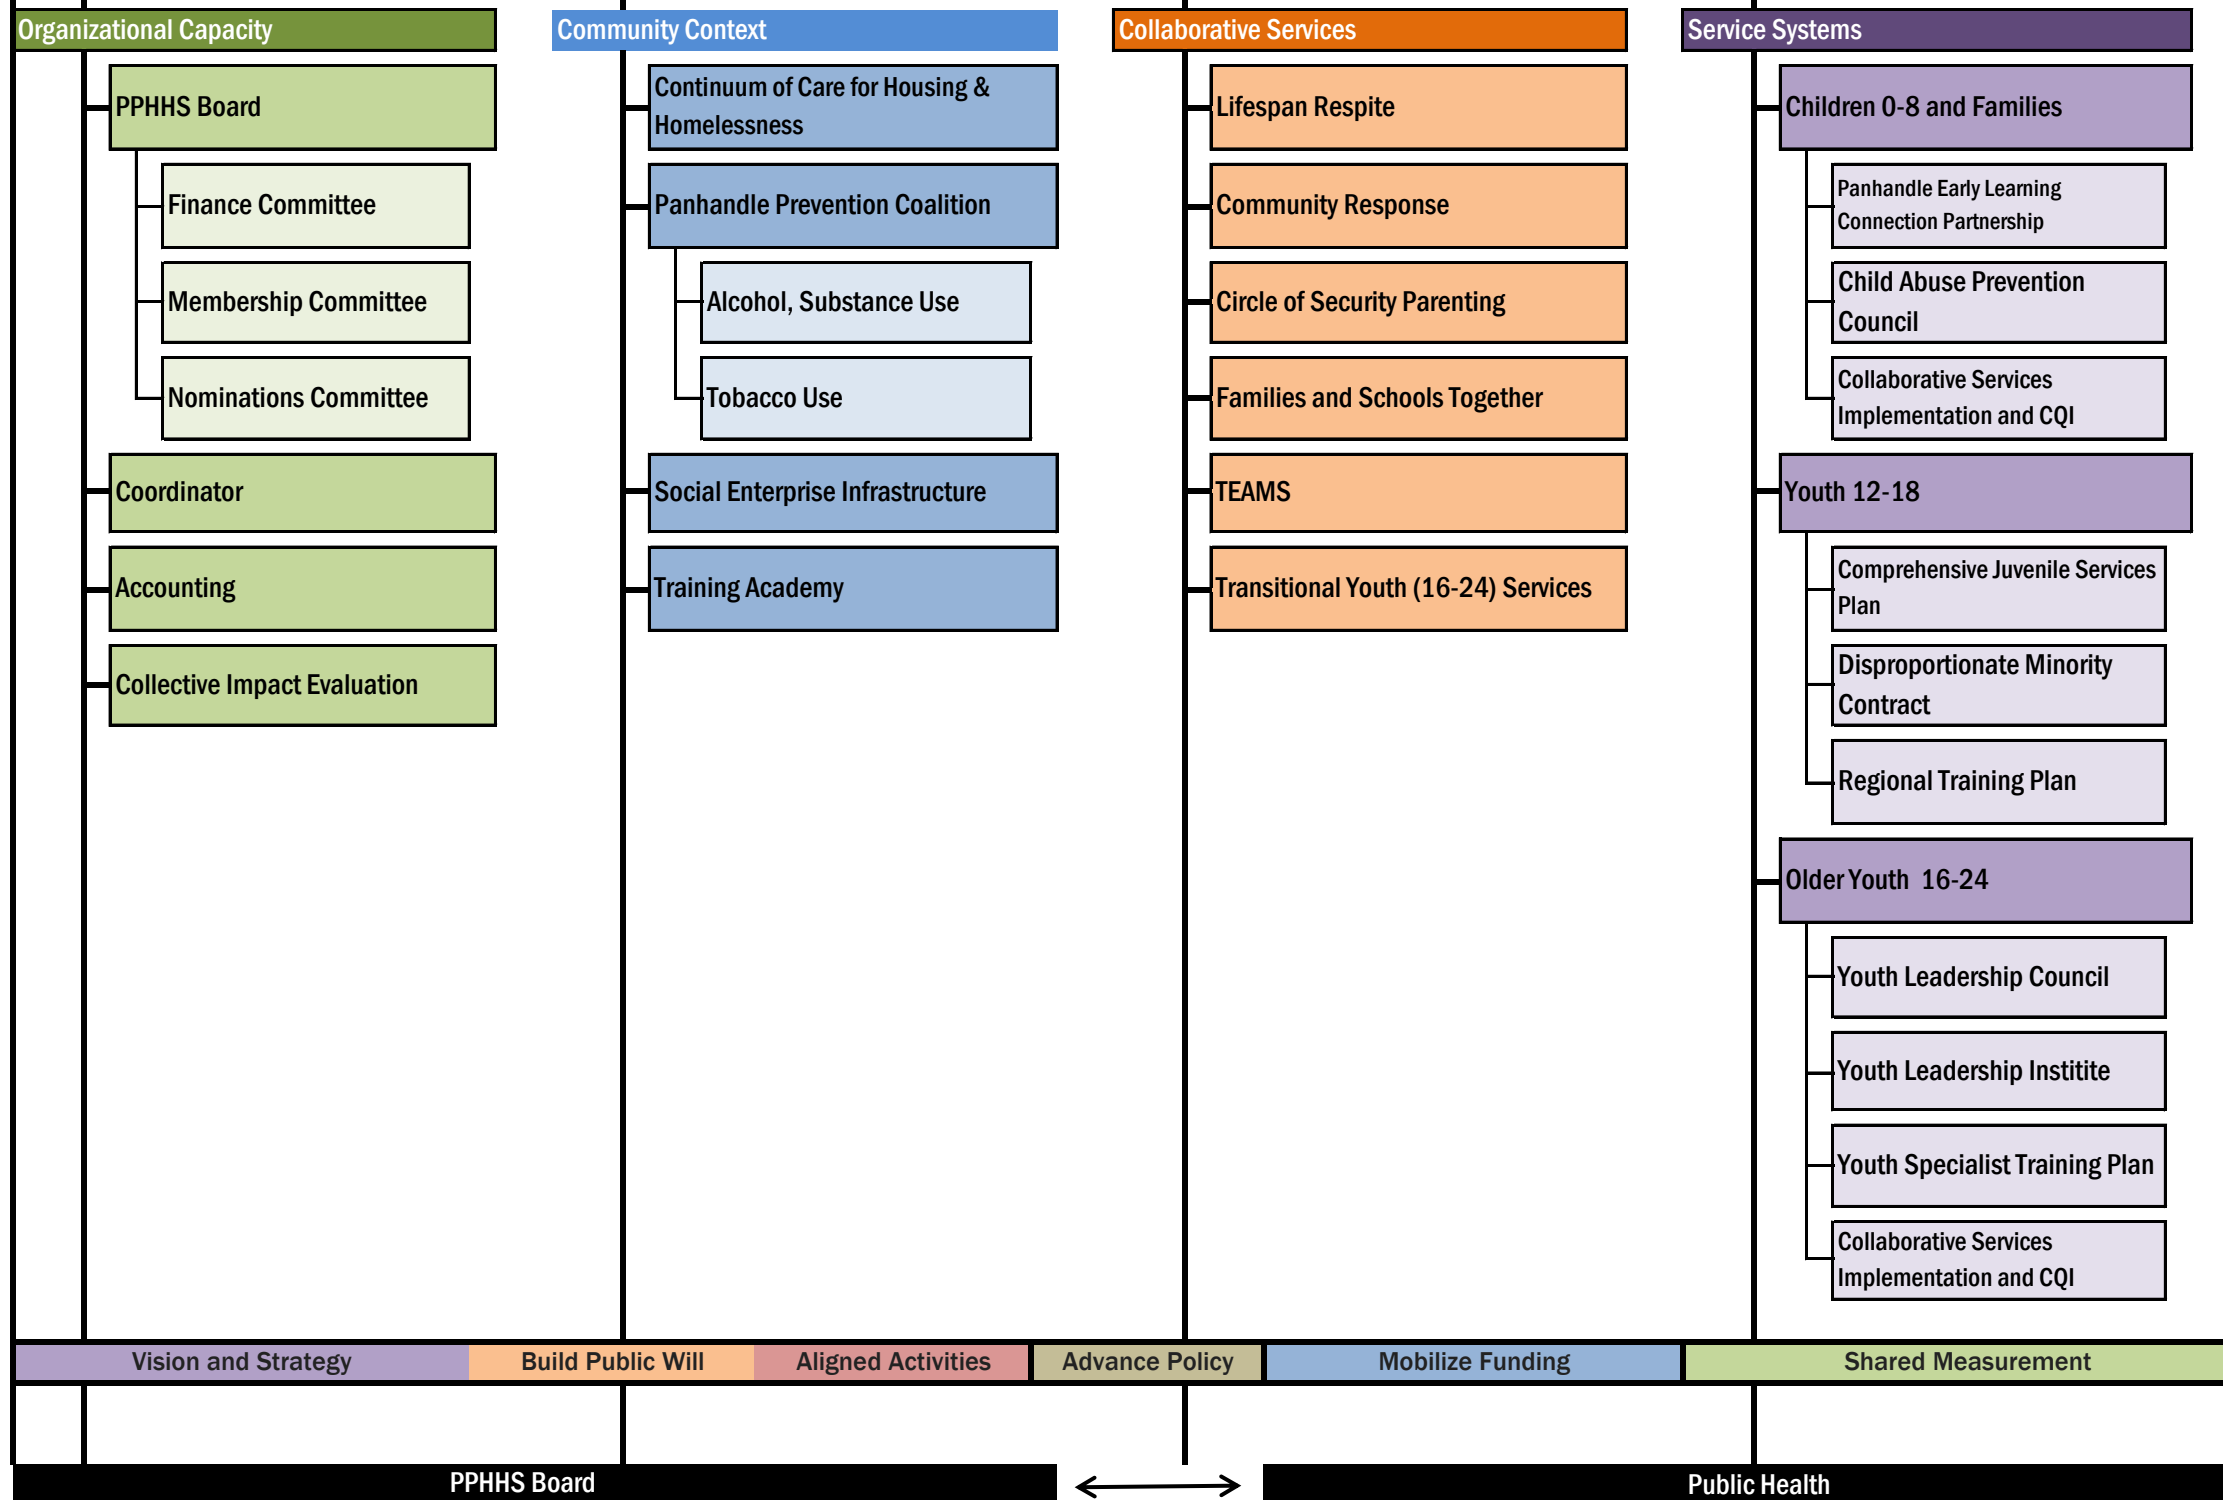 Organizational Capacity
PPHHS Board
Finance Committee
Membership Committee
Nominations Committee
Coordinator
Accounting
Collective Impact Evaluation
Community Context
Continuum of Care for Housing &
Homelessness
Panhandle Prevention Coalition
Alcohol, Substance Use
Tobacco Use
Social Enterprise Infrastructure
Training Academy
Collaborative Services
Lifespan Respite
Community Response
Circle of Security Parenting
Families and Schools Together
TEAMS
Transitional Youth (16-24) Services
Service Systems
Children 0-8 and Families
Panhandle Early Learning
Connection Partnership
Child Abuse Prevention
Council
Collaborative Services
Implementation and CQI
Youth 12-18
Comprehensive Juvenile Services
Plan
Disproportionate Minority
Contract
Regional Training Plan
Older Youth 16-24
Youth Leadership Council
Youth Leadership Institite
Youth Specialist Training Plan
Collaborative Services
Implementation and CQI
Vision and Strategy
Build Public Will
Aligned Activities
Advance Policy
Mobilize Funding
Shared Measurement
PPHHS Board
Public Health